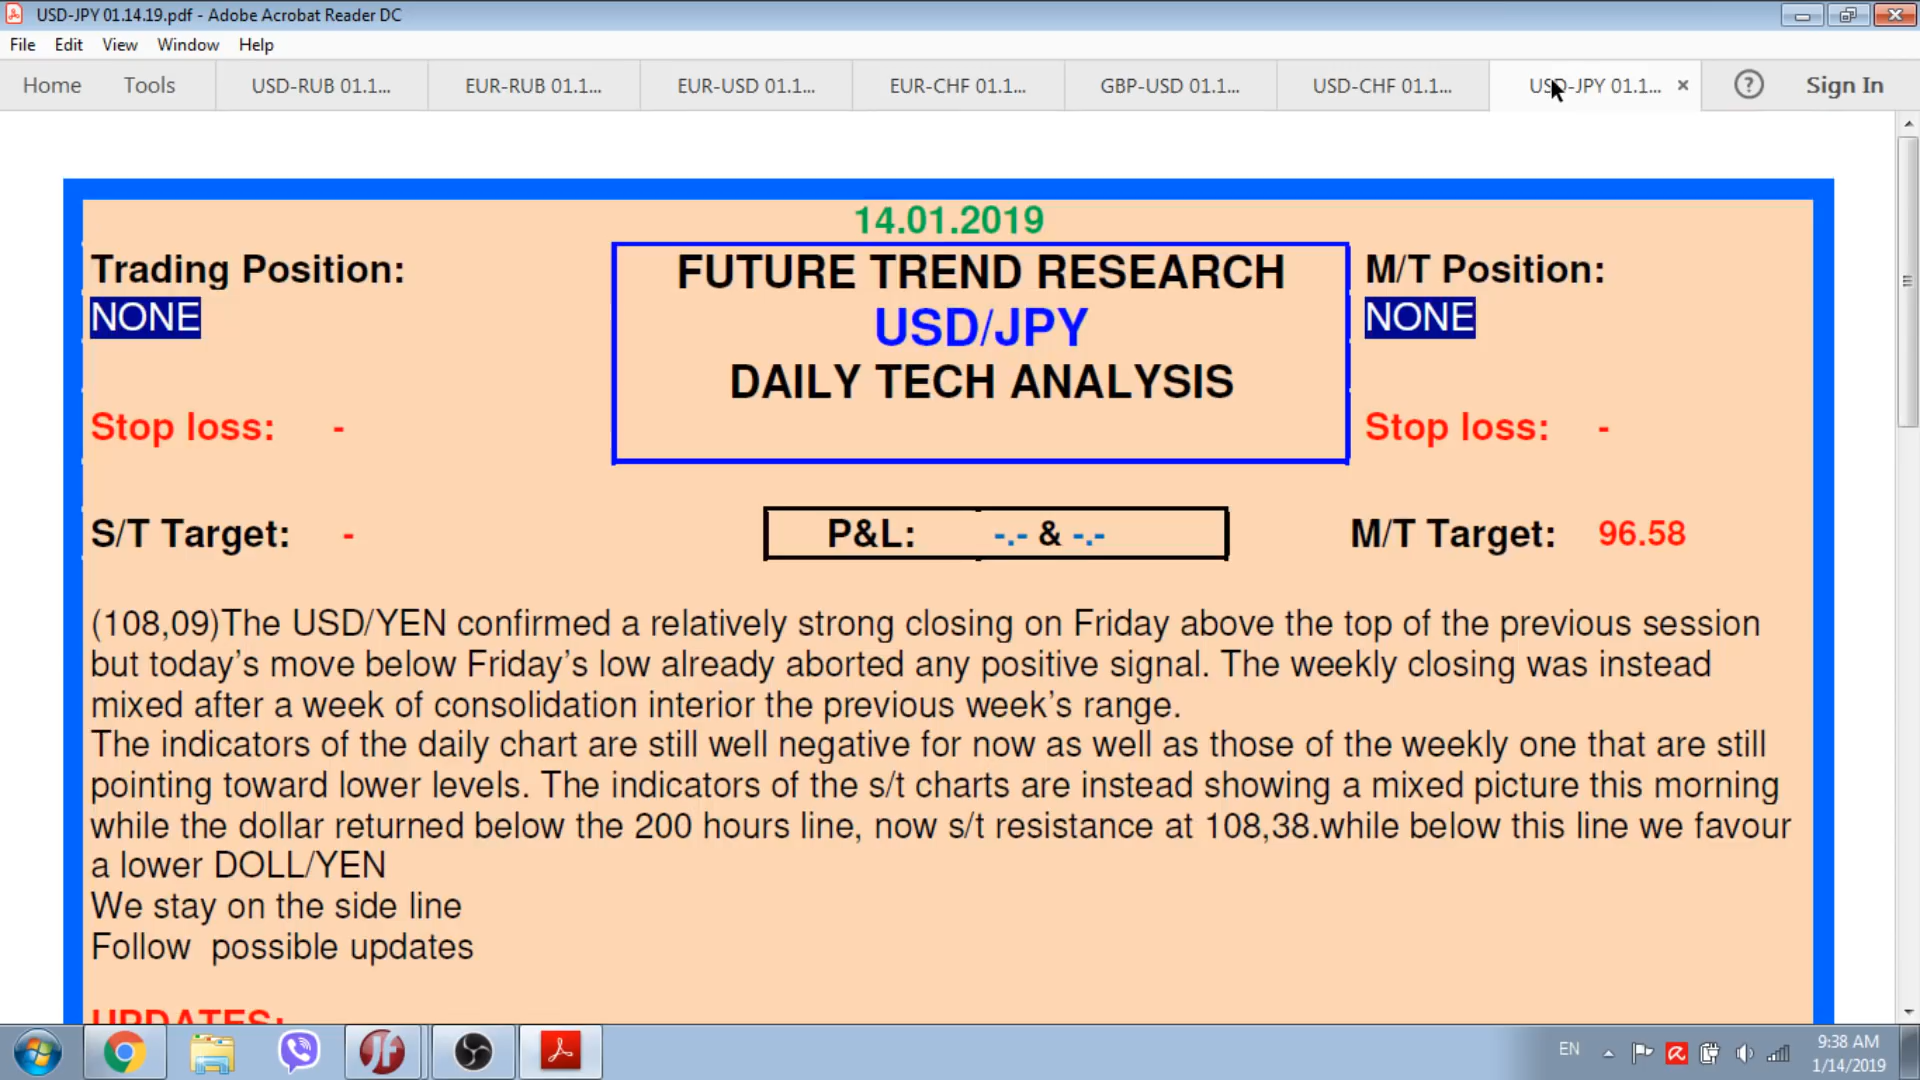 USD-JPY 01.14.19.pdf - Adobe Acrobat Reader DC
File Edit View Window Help
Home Tools USD-RUB 01.1... EUR-RUB 01.1... EUR-USD 01.1... EUR-CHF 01.1... GBP-USD 01.1... USD-CHF 01.1... USD-JPY 01.1... × ? Sign In
14.01.2019
Trading Position: FUTURE TREND RESEARCH M/T Position:
NONE USD/JPY NONE
DAILY TECH ANALYSIS
Stop loss: - Stop loss: -
S/T Target: - P&L: -.- & -.- M/T Target: 96.58
(108,09)The USD/YEN confirmed a relatively strong closing on Friday above the top of the previous session
but today’s move below Friday’s low already aborted any positive signal. The weekly closing was instead
mixed after a week of consolidation interior the previous week’s range.
The indicators of the daily chart are still well negative for now as well as those of the weekly one that are still
pointing toward lower levels. The indicators of the s/t charts are instead showing a mixed picture this morning
while the dollar returned below the 200 hours line, now s/t resistance at 108,38.while below this line we favour
a lower DOLL/YEN
We stay on the side line
Follow  possible updates
UPDATES:
EN 9:38 AM
1/14/2019